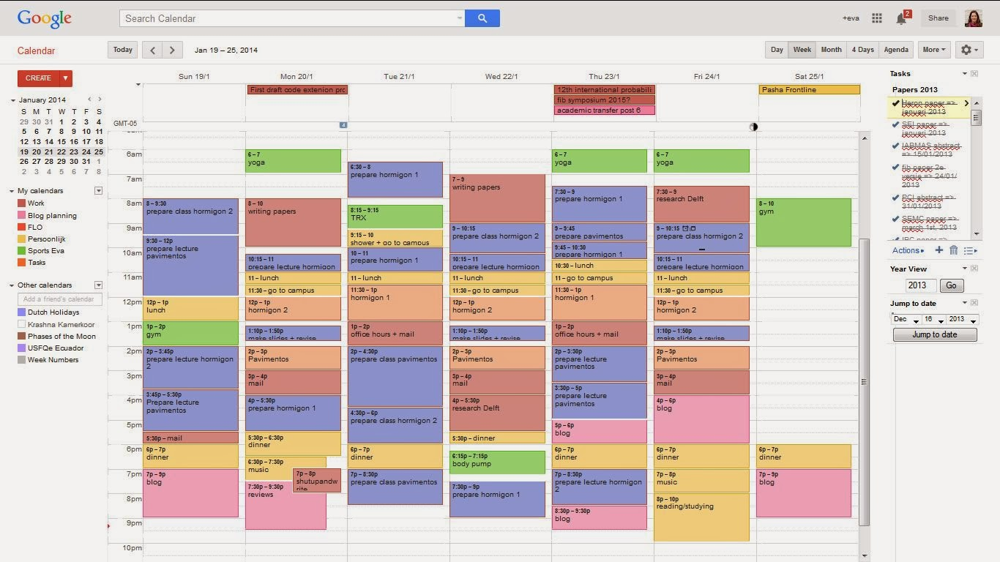 Google
Search Calendar
+eva
2
Share
Calendar
Today
Jan 19 – 25, 2014
Day
Week
Month
4 Days
Agenda
More
CREATE
January 2014
S M T W T F S
29 30 31 1 2 3 4
5 6 7 8 9 10 11
12 13 14 15 16 17 18
19 20 21 22 23 24 25
26 27 28 29 30 31 1
2 3 4 5 6 7 8
My calendars
Work
Blog planning
FLO
Persoonlijk
Sports Eva
Tasks
Other calendars
Add a friend's calendar
Dutch Holidays
Krashna Kamerkoor
Phases of the Moon
USFQe Ecuador
Week Numbers
Sun 19/1
Mon 20/1
Tue 21/1
Wed 22/1
Thu 23/1
Fri 24/1
Sat 25/1
First draft code extenion pro
12th international probabili
fib symposium 2015?
academic transfer post 6
Pasha Frontline
GMT-05
4
6am
7am
8am
9am
10am
11am
12pm
1pm
2pm
3pm
4pm
5pm
6pm
7pm
8pm
9pm
10pm
8 – 9:30
prepare class hormigon 2
9:30 – 12p
prepare lecture
pavimentos
12p – 1p
lunch
1p – 2p
gym
2p – 3:45p
prepare lecture hormigon
2
3:45p – 5:30p
Prepare lecture
pavimentos
5:30p – mail
6p – 7p
dinner
7p – 9p
blog
6 – 7
yoga
8 – 10
writing papers
10:15 – 11
prepare lecture hormigon
11 – lunch
11:30 – go to campus
12p – 1p
hormigon 2
1:10p – 1:50p
make slides + revise
2p – 3p
Pavimentos
3p – 4p
mail
4p – 5:30p
prepare hormigon 1
5:30p – 6:30p
dinner
6:30p – 7:30p
music
7p – 8p
shutupandw
rite
7:30p – 9:30p
reviews
6:30 – 8
prepare hormigon 1
8:15 – 9:15
TRX
9:15 – 10
shower + go to campus
10 – 11
prepare hormigon 1
11 – lunch
11:30 – 1p
hormigon 1
1p – 2p
office hours + mail
2p – 4:30p
prepare class pavimentos
4:30p – 6p
prepare class hormigon 2
6p – 7p
dinner
7p – 8:30p
prepare class pavimentos
7 – 9
writing papers
9 – 10:15
prepare class hormigon 2
10:15 – 11
prepare lecture hormigon
11 – lunch
11:30 – go to campus
12p – 1p
hormigon 2
1:10p – 1:50p
make slides + revise
2p – 3p
Pavimentos
3p – 4p
mail
4p – 5:30p
research Delft
5:30p – dinner
6:15p – 7:15p
body pump
7:30p – 9p
prepare hormigon 1
6 – 7
yoga
7:30 – 9
prepare hormigon 1
9 – 9:45
prepare pavimentos
9:45 – 10:30
prepare hormigon 1
10:30 – lunch
11 – go to campus
11:30 – 1p
hormigon 1
1p – 2p
office hours + mail
2p – 3:30p
prepare lecture
pavimentos
3:30p – 5p
prepare lecture
pavimentos
5p – 6p
blog
6p – 7p
dinner
7p – 8:30p
prepare lecture hormigon
2
8:30p – 9:30p
blog
6 – 7
yoga
7:30 – 9
research Delft
9 – 10:15
prepare class hormigon 2
10:15 – 11
prepare lecture hormigon
11 – lunch
11:30 – go to campus
12p – 1p
hormigon 2
1:10p – 1:50p
make slides + revise
2p – 3p
Pavimentos
3p – 4p
mail
4p – 6p
blog
6p – 7p
dinner
7p – 8p
music
8p – 10p
reading/studying
8 – 10
gym
6p – 7p
dinner
7p – 9p
blog
Tasks
Papers 2013
Heron paper =>
januari 2013
SEI paper =>
januari 2013
IABMAS abstract
=> 15/01/2013
fib paper 2e
versie => 24/01/
2013
PCI abstract =>
31/01/2013
SEMC paper =>
march 1st, 2013
paper =>
Actions
Year View
2013
Go
Jump to date
Dec
16
2013
Jump to date